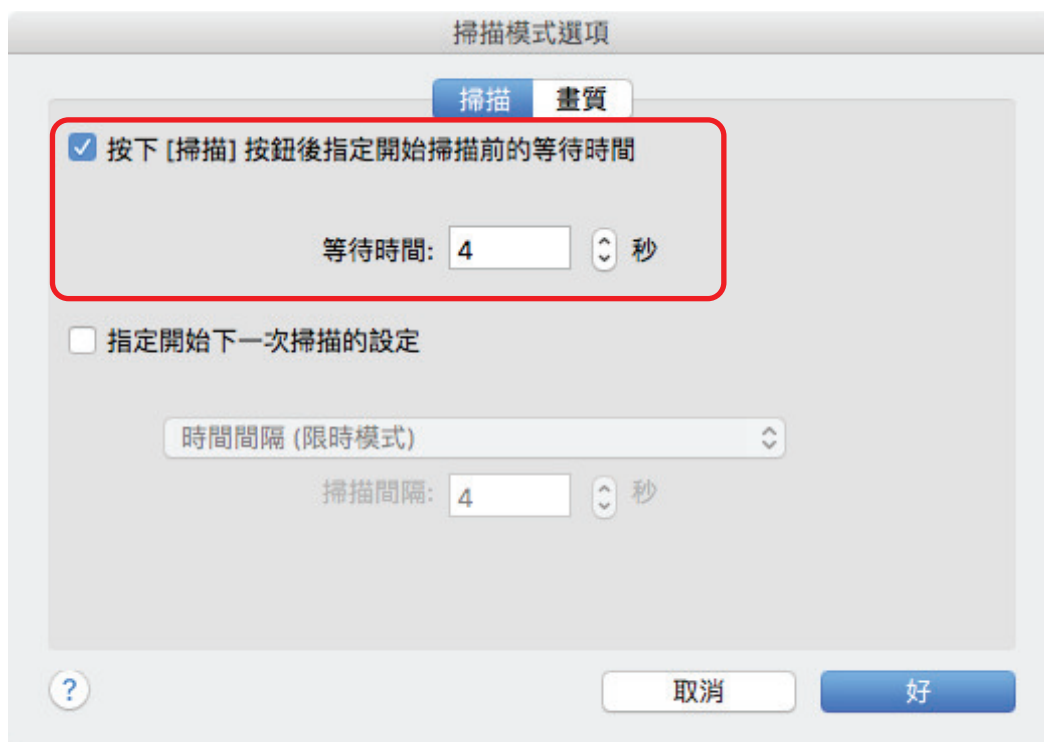 掃描模式選項
掃描 畫質
按下 [掃描] 按鈕後指定開始掃描前的等待時間
等待時間: 4 秒
指定開始下一次掃描的設定
時間間隔 (限時模式)
掃描間隔: 4 秒
? 取消 好